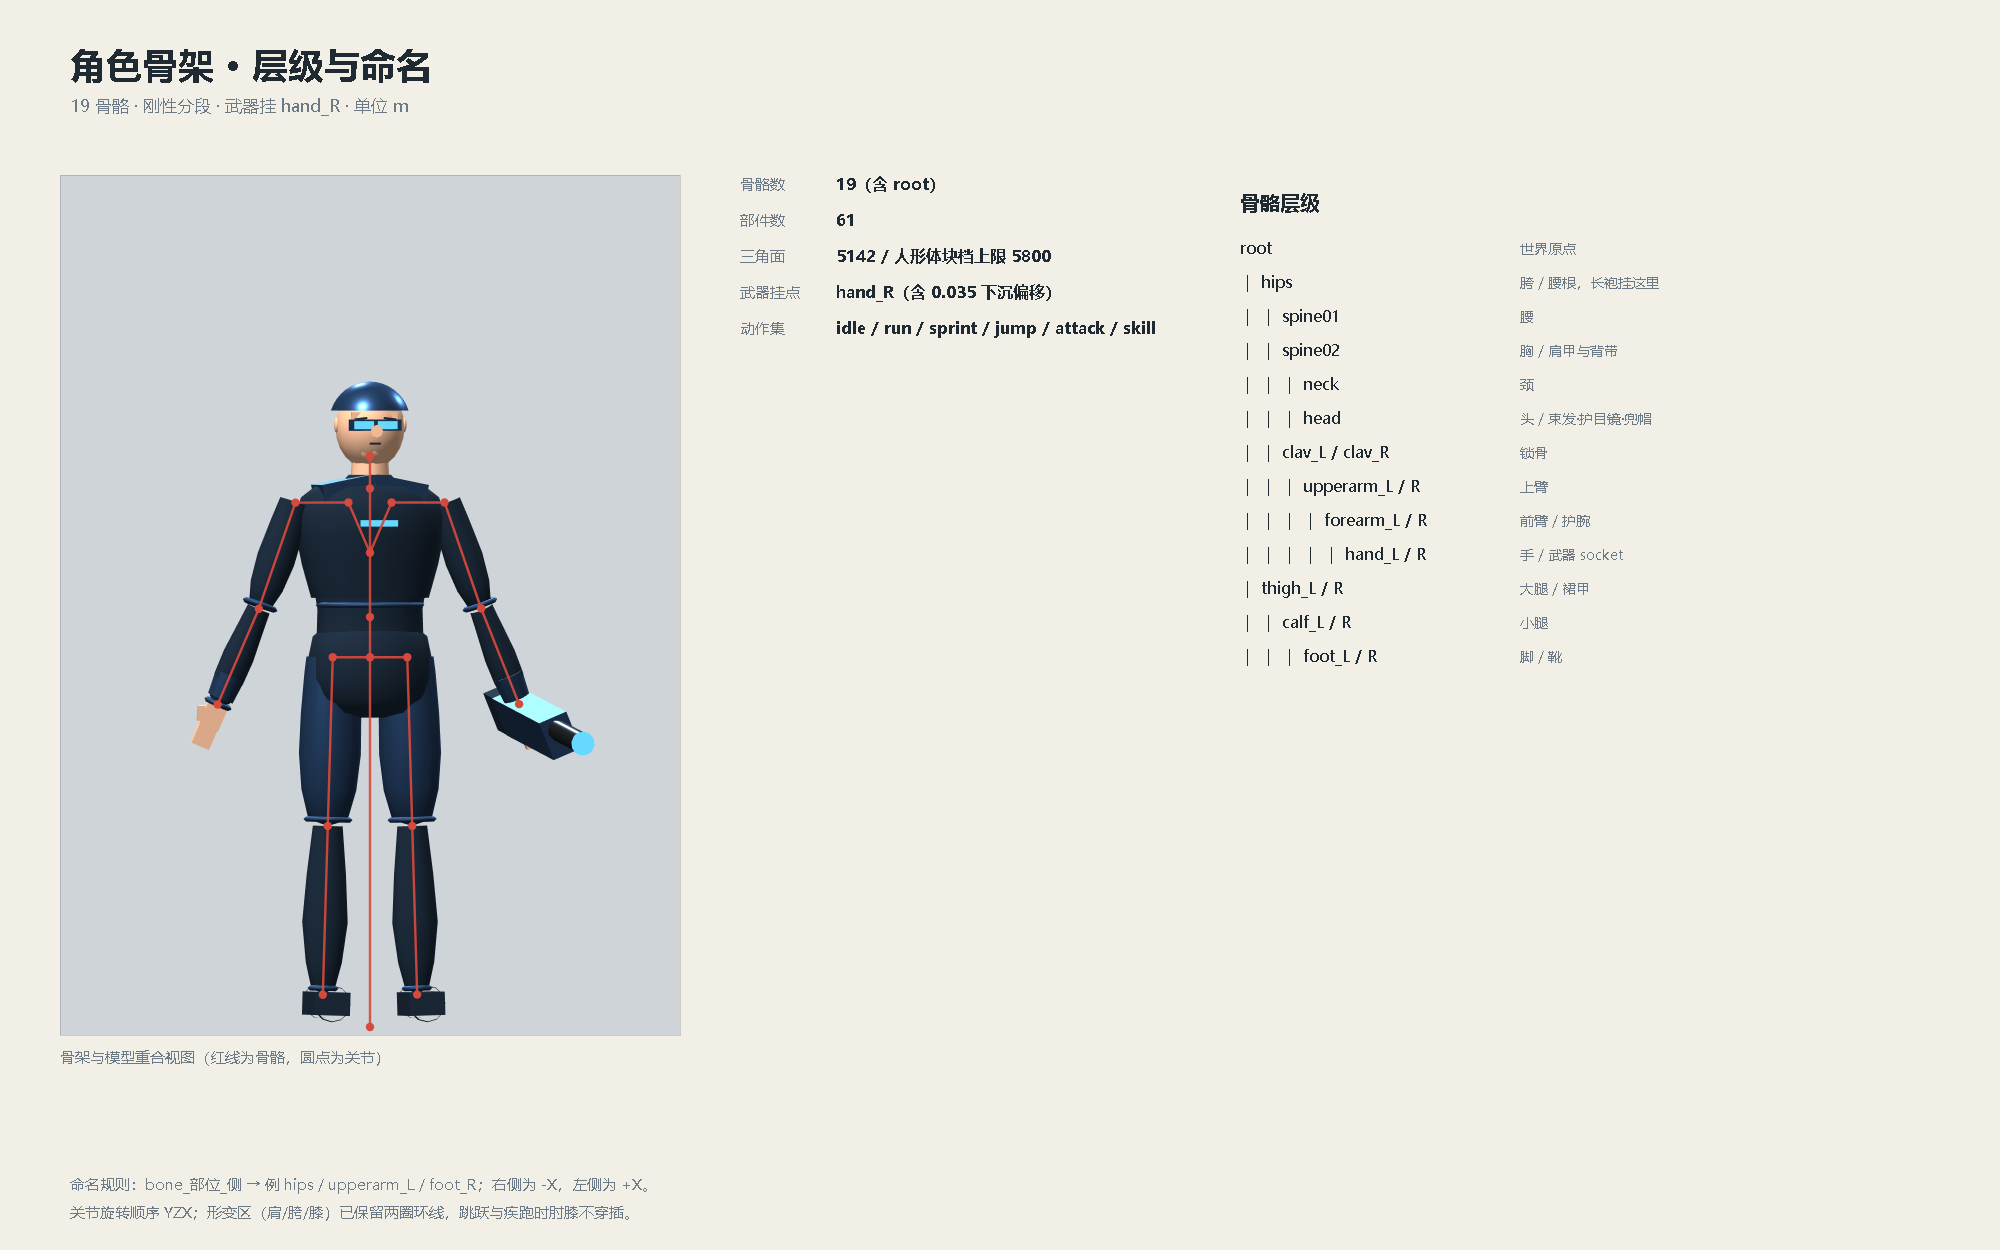 角色骨架 · 层级与命名
19 骨骼 · 刚性分段 · 武器挂 hand_R · 单位 m
骨骼数 19（含 root）
部件数 61
三角面 5142 / 人形体块档上限 5800
武器挂点 hand_R（含 0.035 下沉偏移）
动作集 idle / run / sprint / jump / attack / skill
骨骼层级
root 世界原点
| hips 胯 / 腰根，长袍挂这里
| | spine01 腰
| | spine02 胸 / 肩甲与背带
| | | neck 颈
| | | head 头 / 束发·护目镜·兜帽
| | clav_L / clav_R 锁骨
| | | upperarm_L / R 上臂
| | | | forearm_L / R 前臂 / 护腕
| | | | | hand_L / R 手 / 武器 socket
| thigh_L / R 大腿 / 裙甲
| | calf_L / R 小腿
| | | foot_L / R 脚 / 靴
骨架与模型重合视图（红线为骨骼，圆点为关节）
命名规则：bone_部位_侧 → 例 hips / upperarm_L / foot_R；右侧为 -X，左侧为 +X。
关节旋转顺序 YZX；形变区（肩/胯/膝）已保留两圈环线，跳跃与疾跑时肘膝不穿插。